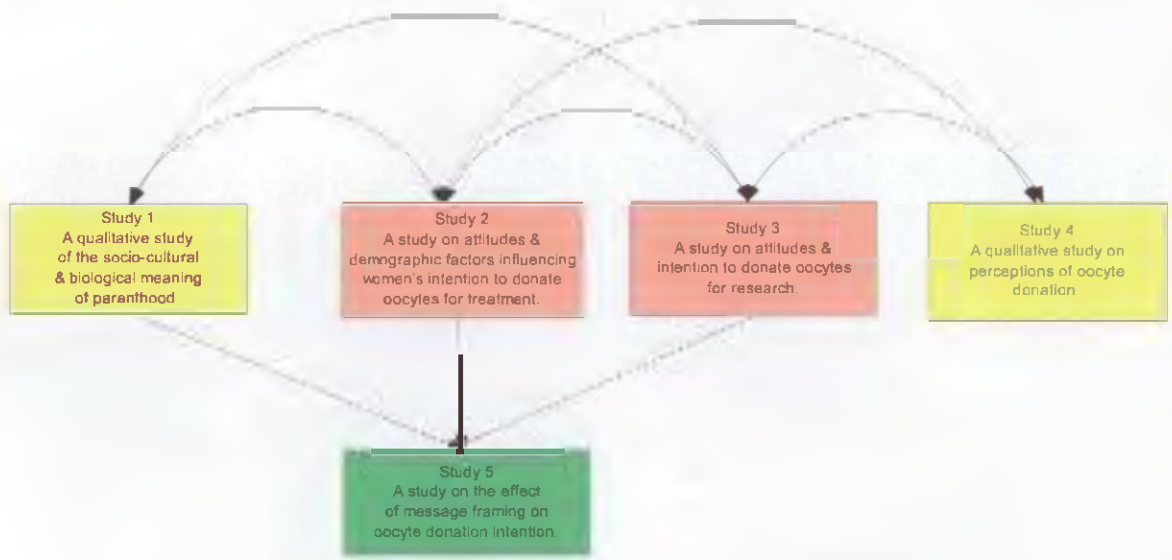 Study 1
A qualitative study
of the socio-cultural
& biological meaning
of parenthood
Study 2
A study on attitudes &
demographic factors influencing
women's intention to donate
oocytes for treatment.
Study 3
A study on attitudes &
intention to donate oocytes
for research.
Study 4
A qualitative study on
perceptions of oocyte
donation
Study 5
A study on the effect
of message framing on
oocyte donation intention.